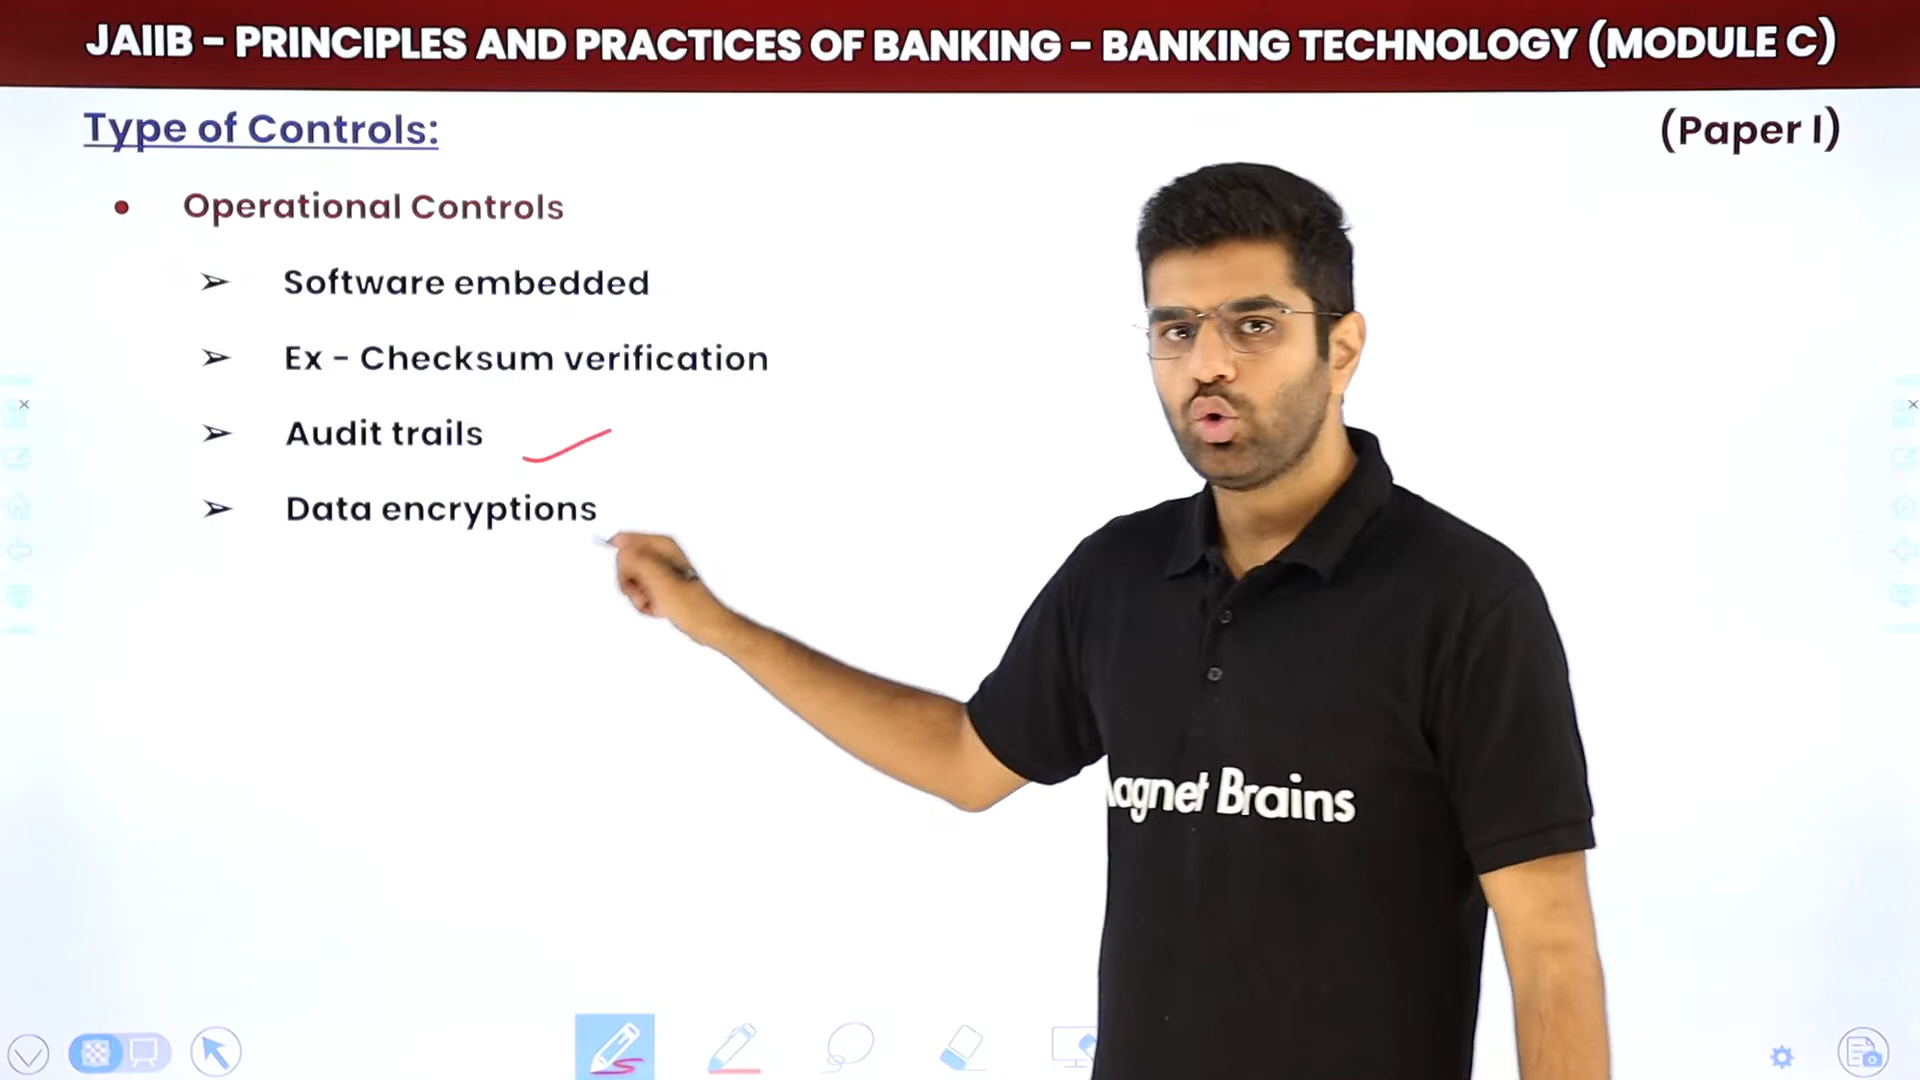 JAIIB - PRINCIPLES AND PRACTICES OF BANKING - BANKING TECHNOLOGY (MODULE C)
Type of Controls:
(Paper I)
• Operational Controls
➢ Software embedded
➢ Ex - Checksum verification
➢ Audit trails
➢ Data encryptions
agnet Brains